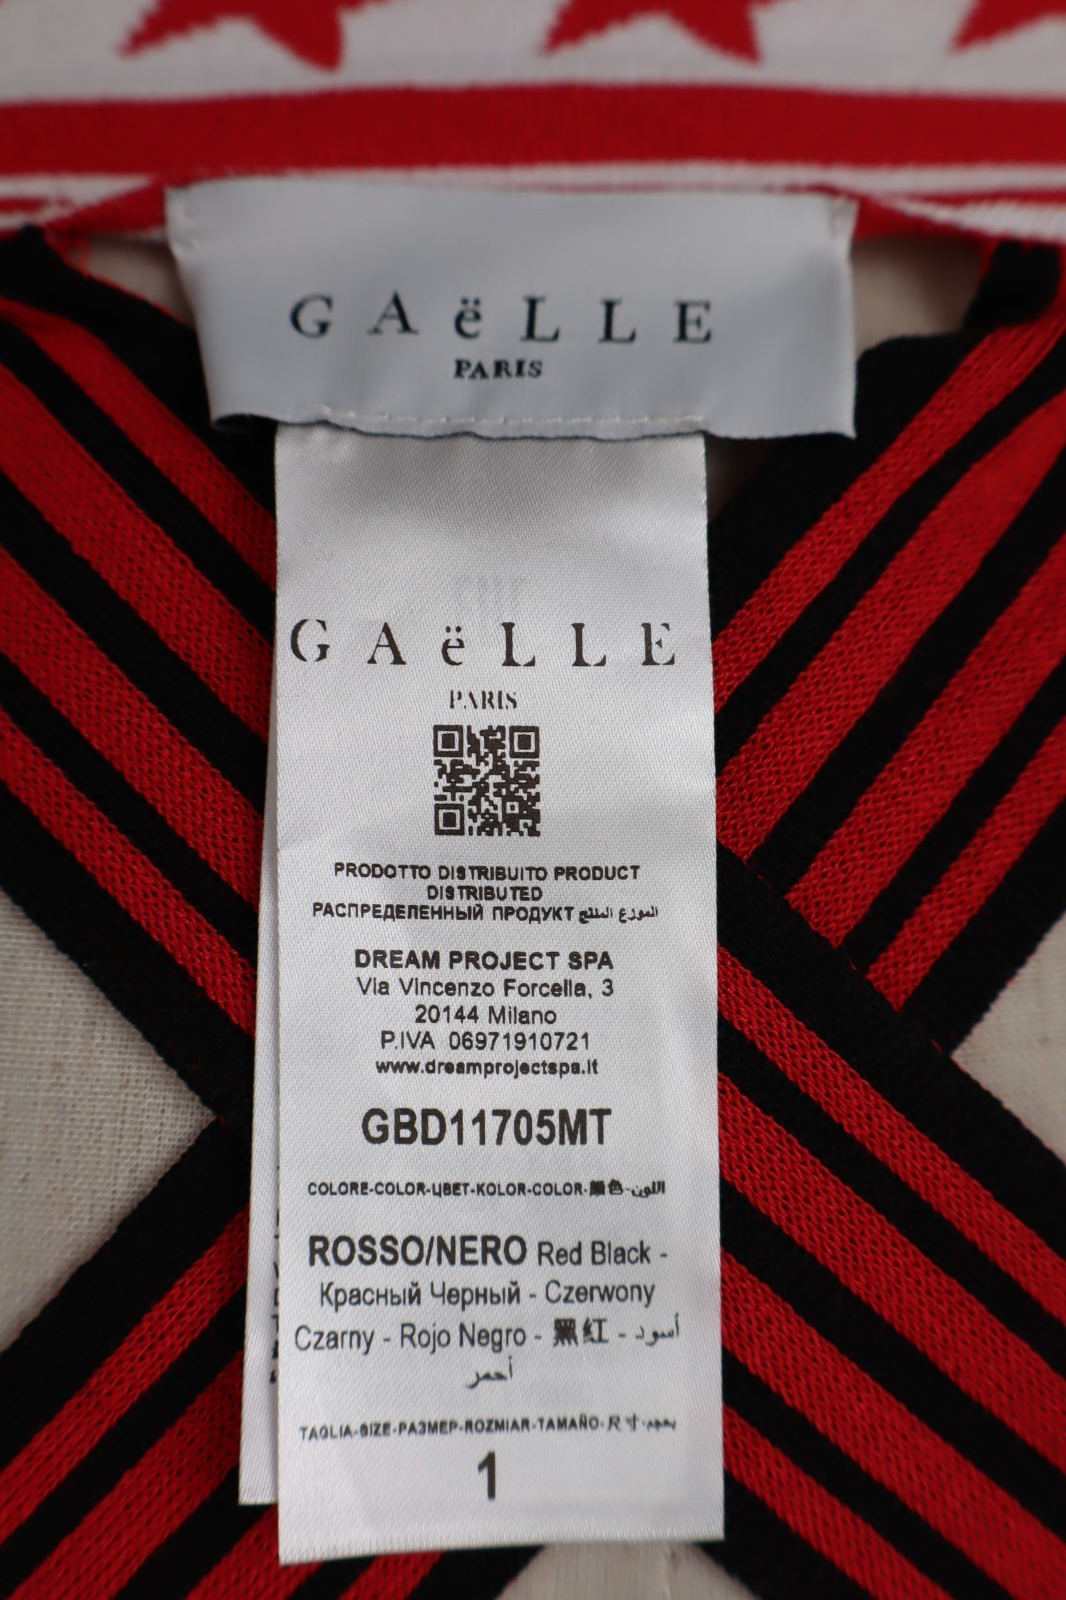 GAëLLE
PARIS
GAëLLE
PARIS
PRODOTTO DISTRIBUITO PRODUCT
DISTRIBUTED
РАСПРЕДЕЛЕННЫЙ ПРОДУКТ الموزع المنتج
DREAM PROJECT SPA
Via Vincenzo Forcella, 3
20144 Milano
P.IVA 06971910721
www.dreamprojectspa.it
GBD11705MT
COLORE-COLOR-ЦВЕТ-KOLOR-COLOR-顏色-اللون
ROSSO/NERO Red Black -
Красный Черный - Czerwony
Czarny - Rojo Negro - 黑红 - أسود
أحمر
TAGLIA-SIZE-РАЗМЕР-ROZMIAR-TAMAÑO-尺寸-
1